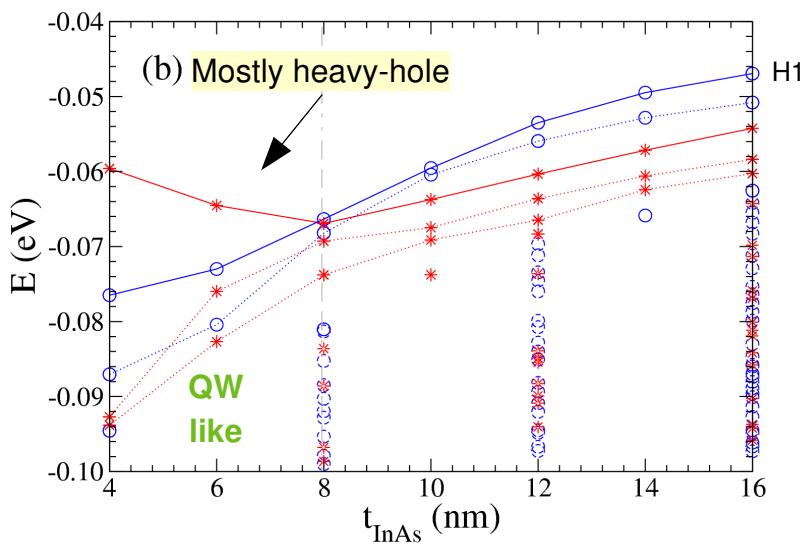 -0.04
-0.05
-0.06
-0.07
-0.08
-0.09
-0.10
E (eV)
(b) Mostly heavy-hole
H1
QW
like
4 6 8 10 12 14 16
t_InAs (nm)